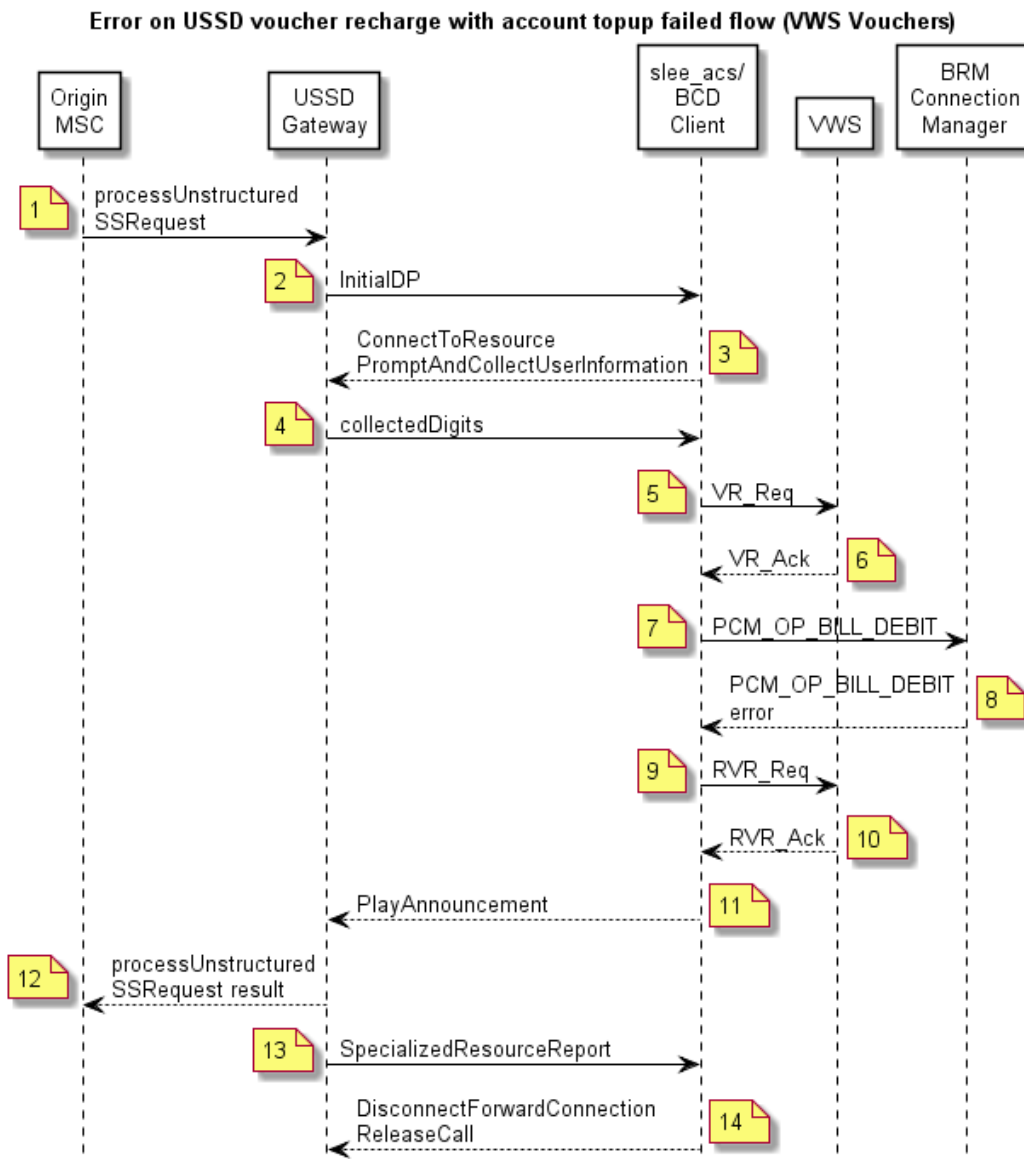 Error on USSD voucher recharge with account topup failed flow (VWS Vouchers)
Origin
MSC
USSD
Gateway
slee_acs/
BCD
Client
VWS
BRM
Connection
Manager
1
processUnstructured
SSRequest
2
InitialDP
ConnectToResource
PromptAndCollectUserInformation
3
4
collectedDigits
5
VR_Req
VR_Ack
6
7
PCM_OP_BILL_DEBIT
PCM_OP_BILL_DEBIT
error
8
9
RVR_Req
RVR_Ack
10
PlayAnnouncement
11
12
processUnstructured
SSRequest result
13
SpecializedResourceReport
DisconnectForwardConnection
ReleaseCall
14